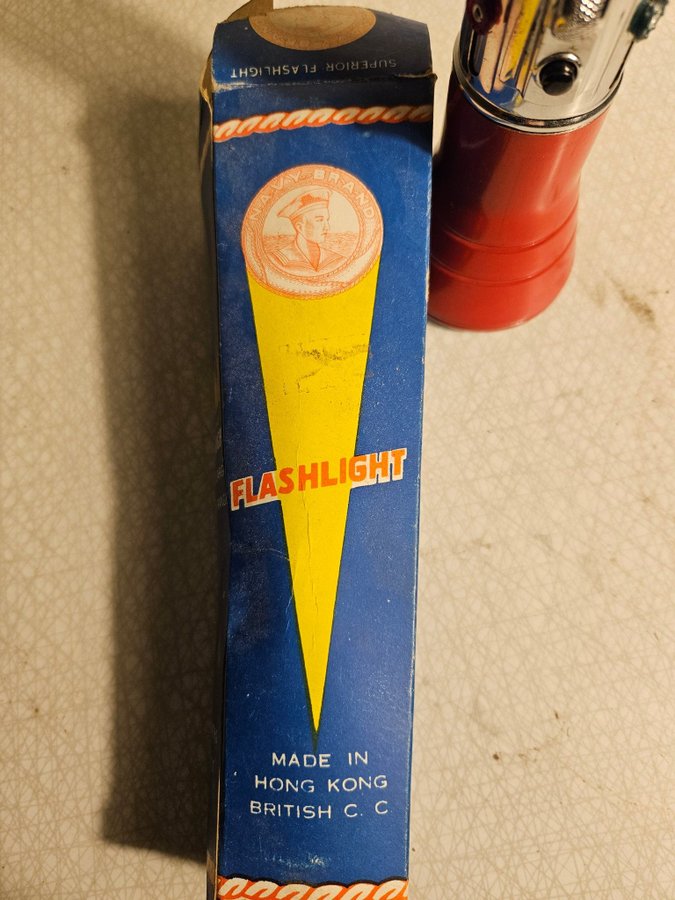 SUPERIOR FLASHLIGHT
NAVY BRAND
FLASHLIGHT
MADE IN
HONG KONG
BRITISH C. C